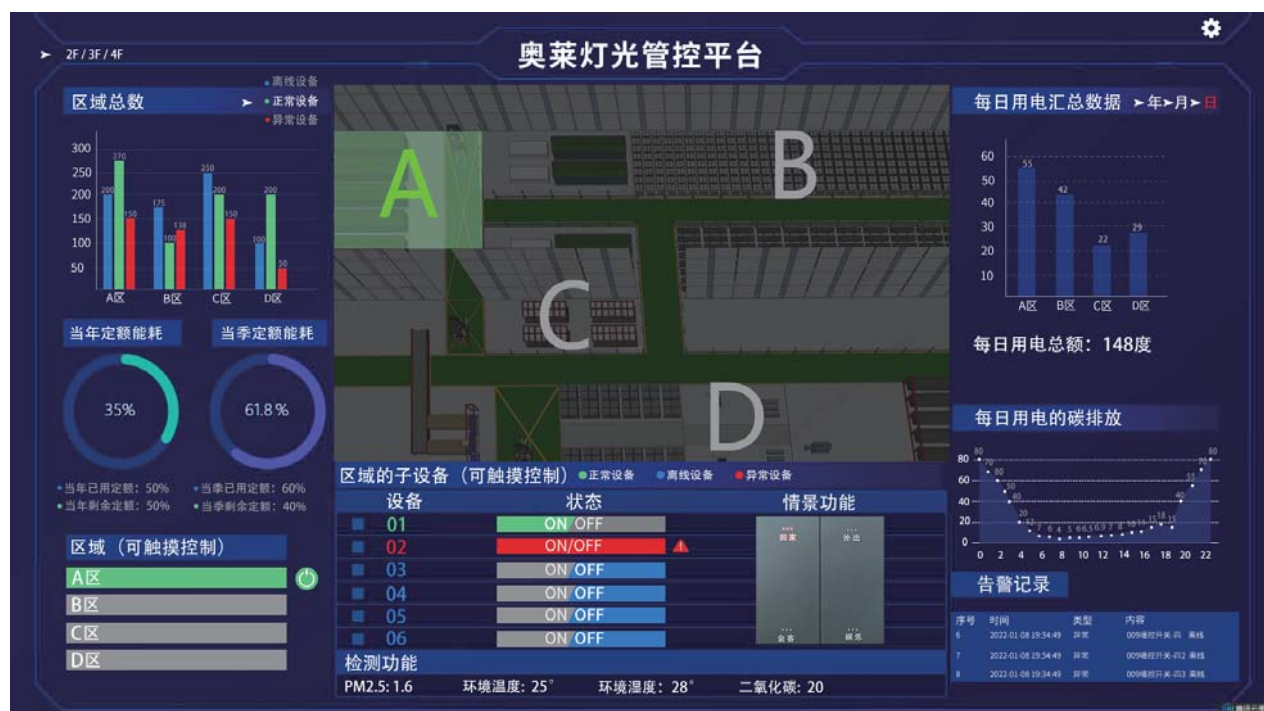 奥莱灯光管控平台
➤ 2F / 3F / 4F
离线设备
正常设备
异常设备
区域总数
300
250
200
150
100
50
200 270 150
175 100 130
250 200 150
100 200 50
A区 B区 C区 D区
当年定额能耗 当季定额能耗
35% 61.8%
当年已用定额：50% 当季已用定额：60%
当年剩余定额：50% 当季剩余定额：40%
区域（可触摸控制）
A区
B区
C区
D区
A
B
C
D
区域的子设备（可触摸控制） 正常设备 离线设备 异常设备
设备 状态 情景功能
01 ON/OFF
02 ON/OFF
03 ON/OFF
04 ON/OFF
05 ON/OFF
06 ON/OFF
回家 外出
会客 娱乐
检测功能
PM2.5: 1.6 环境温度: 25° 环境湿度: 28° 二氧化碳: 20
每日用电汇总数据 ➤年➤月➤日
60
50
40
30
20
10
55 42 22 29
A区 B区 C区 D区
每日用电总额：148度
每日用电的碳排放
80
60
40
20
0
0 2 4 6 8 10 12 14 16 18 20 22
告警记录
序号 时间 类型 内容
6 2022-01-08 19:34:49 异常
7 2022-01-08 19:34:49 异常
8 2022-01-08 19:34:49 异常